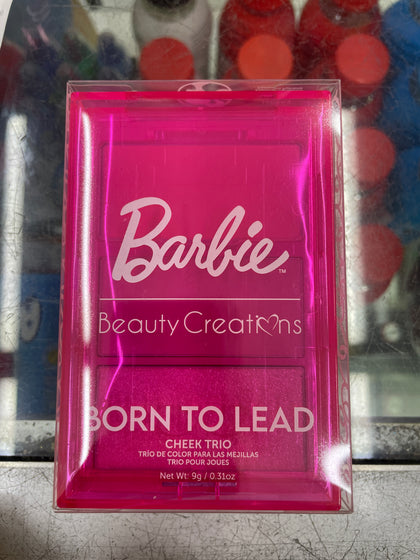 Barbie™
Beauty Creations
BORN TO LEAD
CHEEK TRIO
TRÍO DE COLOR PARA LAS MEJILLAS
TRIO POUR JOUES
Net Wt: 9g / 0.31oz